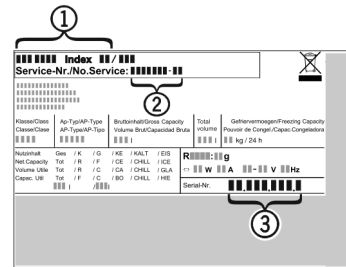 1
Index /
Service-Nr./No.Service: -
2
Klasse/Class Ap-Typ/AP-Type Bruttoinhalt/Gross Capacity Total Gefriervermoegen/Freezing Capacity
Classe/Clase AP-Type/AP-Tipo Volume Brut/Capacidad Bruta volume Pouvoir de Congel./Capac.Congeladora
l l kg / 24 h
Nutzinhalt Ges / K / G / KE / KALT / EIS
Net.Capacity Tot / R / F / CE / CHILL / ICE
Volume Utile Tot / R / C / CA / CHILL / GLA
Capac. Util Tot / F / C / BO / CHILL / HIE
l / l
R : g
W A - V Hz
Serial-Nr. . . .
3